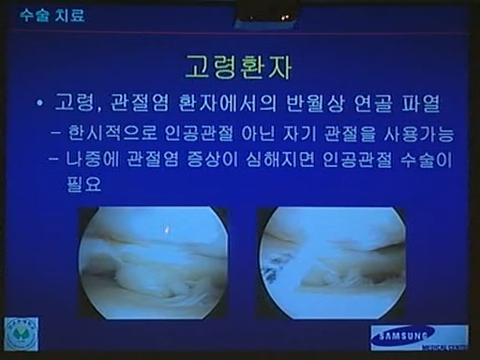 수술 치료
고령환자
• 고령, 관절염 환자에서의 반월상 연골 파열
– 한시적으로 인공관절 아닌 자기 관절을 사용가능
– 나중에 관절염 증상이 심해지면 인공관절 수술이
필요
SAMSUNG
MEDICAL CENTER